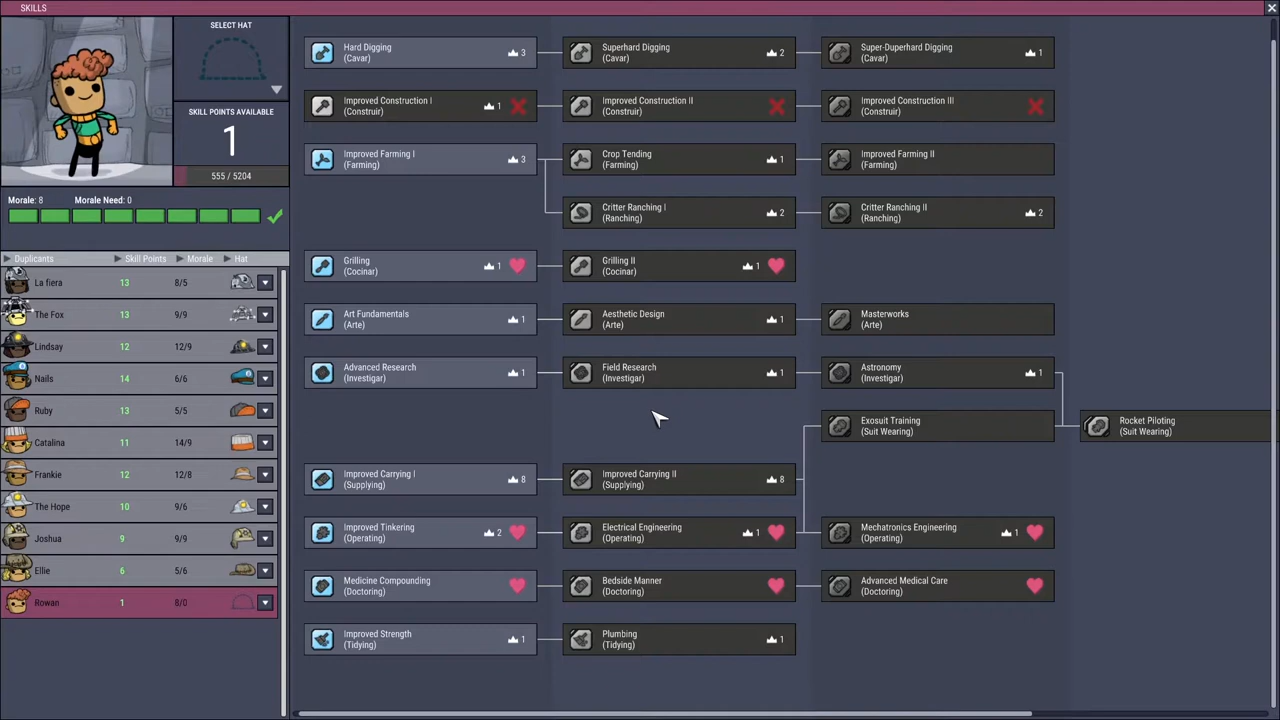 SKILLS
SELECT HAT
SKILL POINTS AVAILABLE
1
555 / 5204
Morale: 8 Morale Need: 0
Duplicants Skill Points Morale Hat
La fiera 13 8/5
The Fox 13 9/9
Lindsay 12 12/9
Nails 14 6/6
Ruby 13 5/5
Catalina 11 14/9
Frankie 12 12/8
The Hope 10 9/6
Joshua 9 9/9
Ellie 6 5/6
Rowan 1 8/0
Hard Digging
(Cavar) 3
Superhard Digging
(Cavar) 2
Super-Duperhard Digging
(Cavar) 1
Improved Construction I
(Construir) 1
Improved Construction II
(Construir)
Improved Construction III
(Construir)
Improved Farming I
(Farming) 3
Crop Tending
(Farming) 1
Improved Farming II
(Farming)
Critter Ranching I
(Ranching) 2
Critter Ranching II
(Ranching) 2
Grilling
(Cocinar) 1
Grilling II
(Cocinar) 1
Art Fundamentals
(Arte) 1
Aesthetic Design
(Arte) 1
Masterworks
(Arte)
Advanced Research
(Investigar) 1
Field Research
(Investigar) 1
Astronomy
(Investigar) 1
Exosuit Training
(Suit Wearing)
Rocket Piloting
(Suit Wearing)
Improved Carrying I
(Supplying) 8
Improved Carrying II
(Supplying) 8
Improved Tinkering
(Operating) 2
Electrical Engineering
(Operating) 1
Mechatronics Engineering
(Operating) 1
Medicine Compounding
(Doctoring)
Bedside Manner
(Doctoring)
Advanced Medical Care
(Doctoring)
Improved Strength
(Tidying) 1
Plumbing
(Tidying) 1